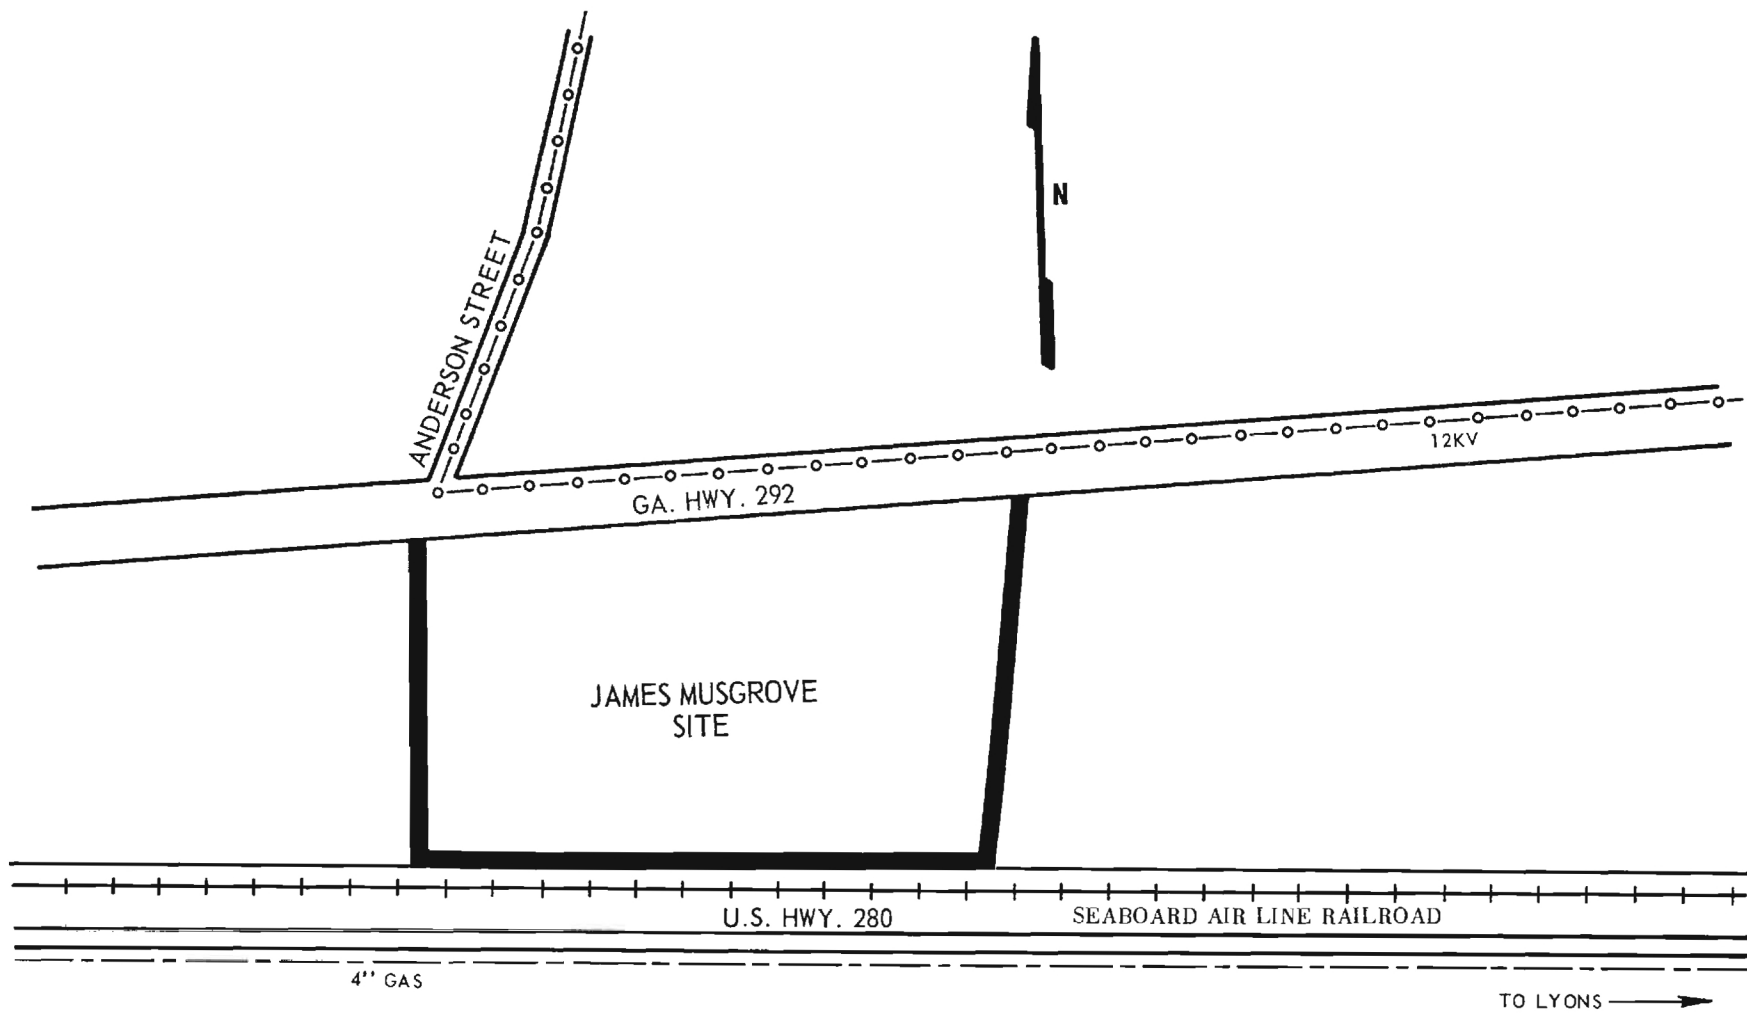 N
ANDERSON STREET
12KV
GA. HWY. 292
JAMES MUSGROVE
SITE
U.S. HWY. 280
SEABOARD AIR LINE RAILROAD
4" GAS
TO LYONS